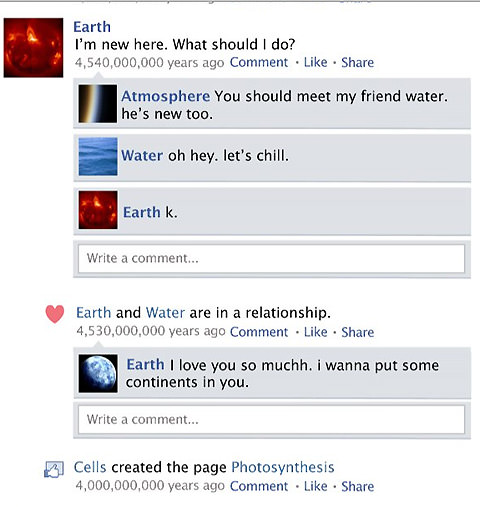 Earth
I'm new here. What should I do?
4,540,000,000 years ago Comment · Like · Share
Atmosphere You should meet my friend water.
he's new too.
Water oh hey. let's chill.
Earth k.
Write a comment...
Earth and Water are in a relationship.
4,530,000,000 years ago Comment · Like · Share
Earth I love you so muchh. i wanna put some
continents in you.
Write a comment...
Cells created the page Photosynthesis
4,000,000,000 years ago Comment · Like · Share